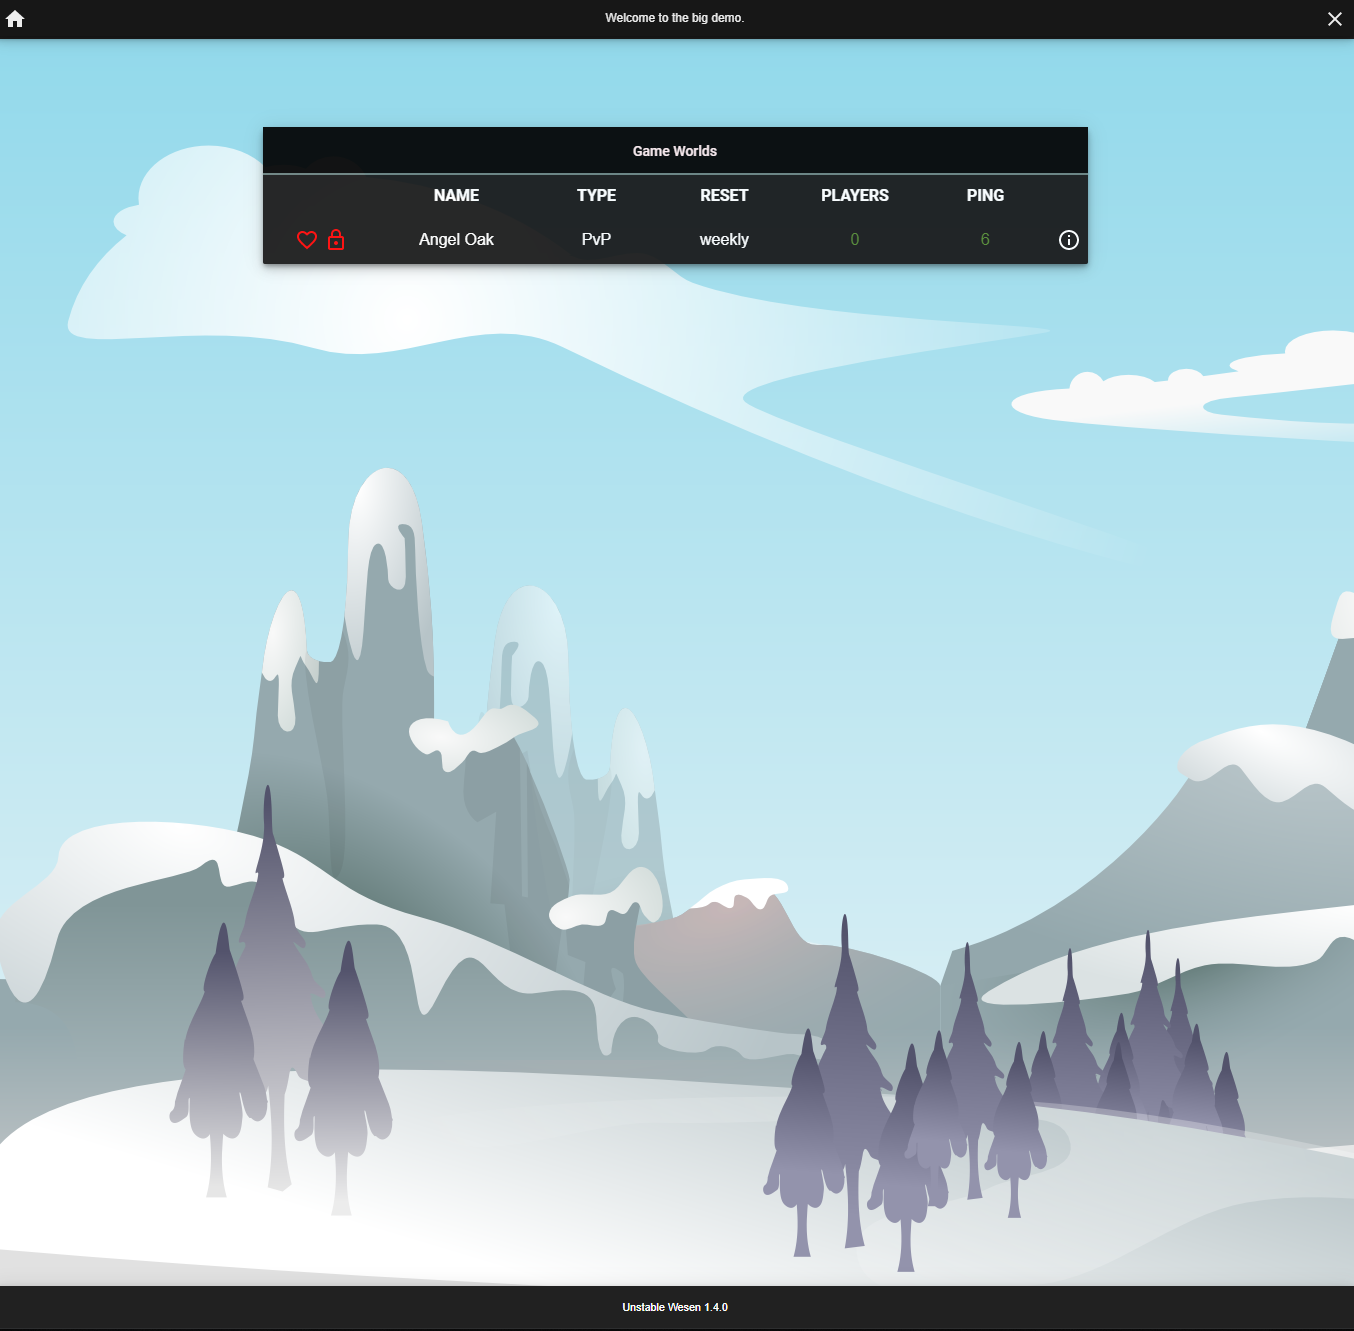 Welcome to the big demo.
Game Worlds
NAME TYPE RESET PLAYERS PING
Angel Oak PvP weekly 0 6
Unstable Wesen 1.4.0